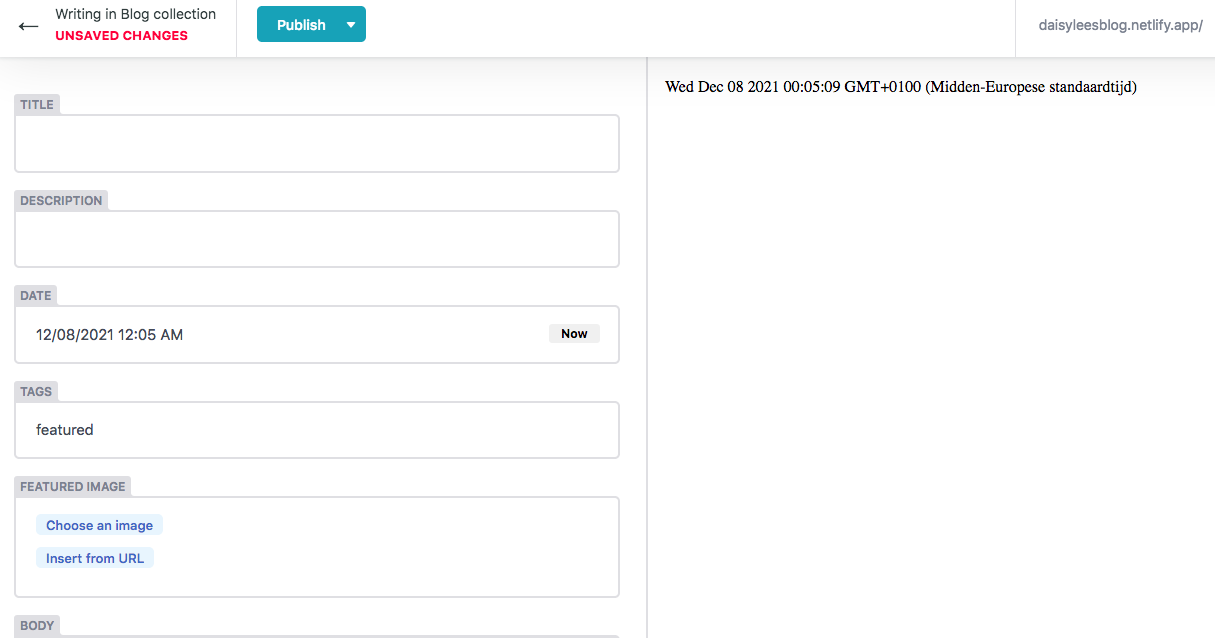 Writing in Blog collection
UNSAVED CHANGES
Publish
daisyleesblog.netlify.app/
TITLE
DESCRIPTION
DATE
12/08/2021 12:05 AM
Now
TAGS
featured
FEATURED IMAGE
Choose an image
Insert from URL
BODY
Wed Dec 08 2021 00:05:09 GMT+0100 (Midden-Europese standaardtijd)